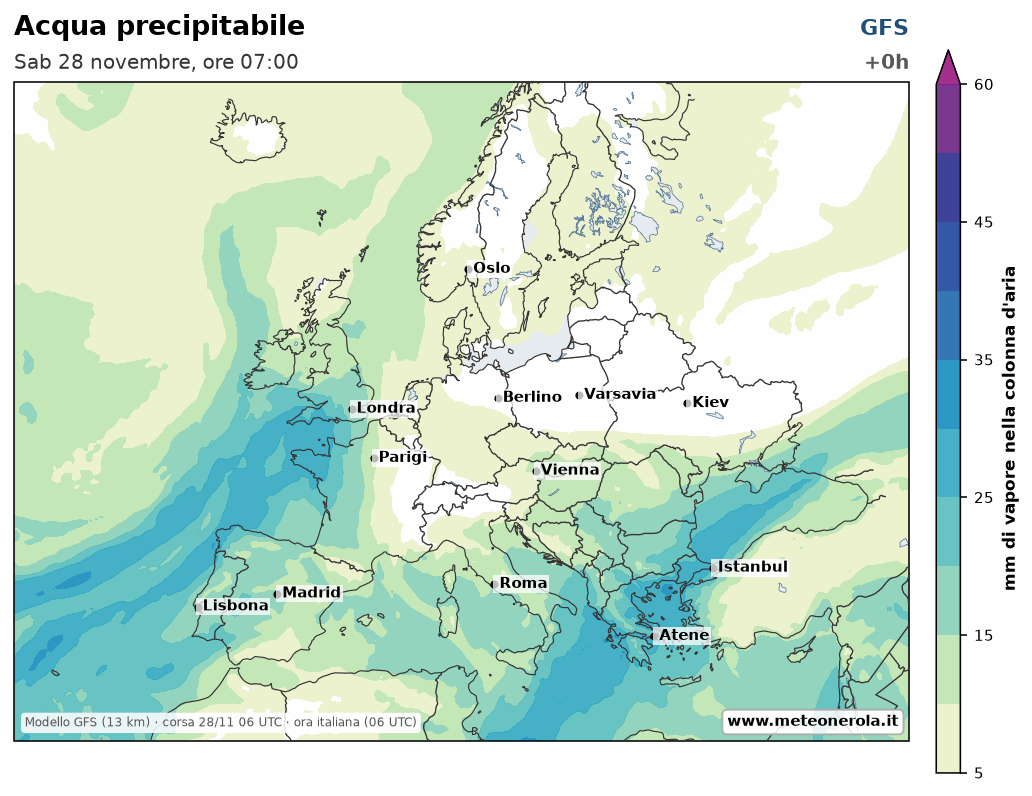 Acqua precipitabile
GFS
Sab 28 novembre, ore 07:00
+0h
60
45
35
25
15
5
mm di vapore nella colonna d'aria
Oslo
Berlino
Varsavia
Kiev
Londra
Parigi
Vienna
Istanbul
Roma
Madrid
Lisbona
Atene
Modello GFS (13 km) · corsa 28/11 06 UTC · ora italiana (06 UTC)
www.meteonerola.it